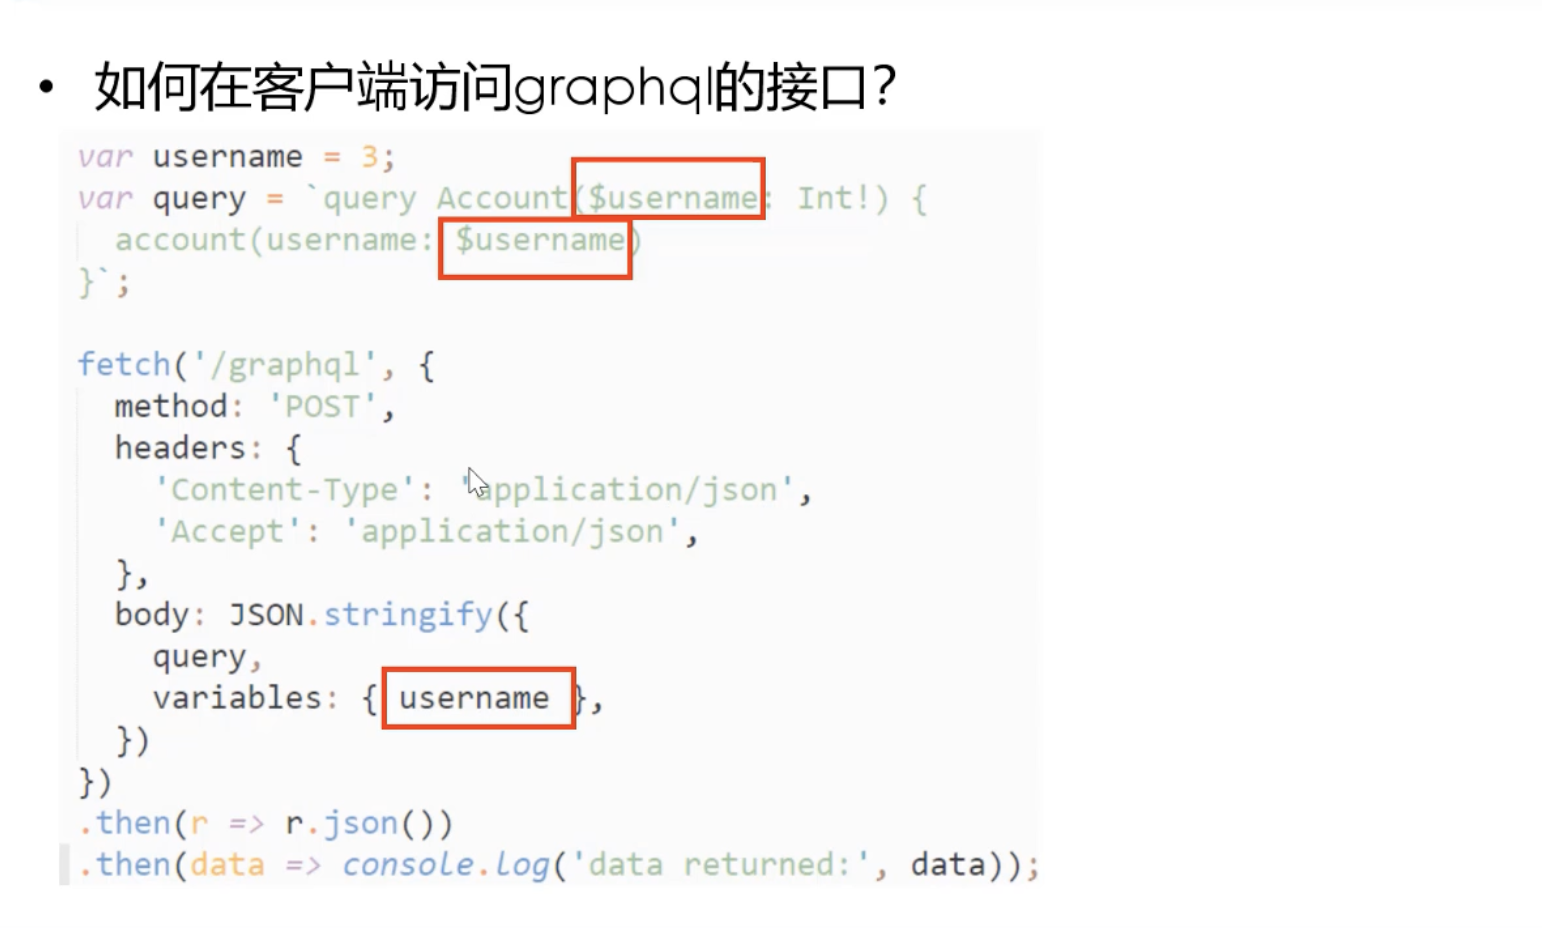 • 如何在客户端访问graphql的接口?
var username = 3;
var query = `query Account($username: Int!) {
  account(username: $username)
}`;
fetch('/graphql', {
  method: 'POST',
  headers: {
    'Content-Type': 'application/json',
    'Accept': 'application/json',
  },
  body: JSON.stringify({
    query,
    variables: { username },
  })
})
.then(r => r.json())
.then(data => console.log('data returned:', data));